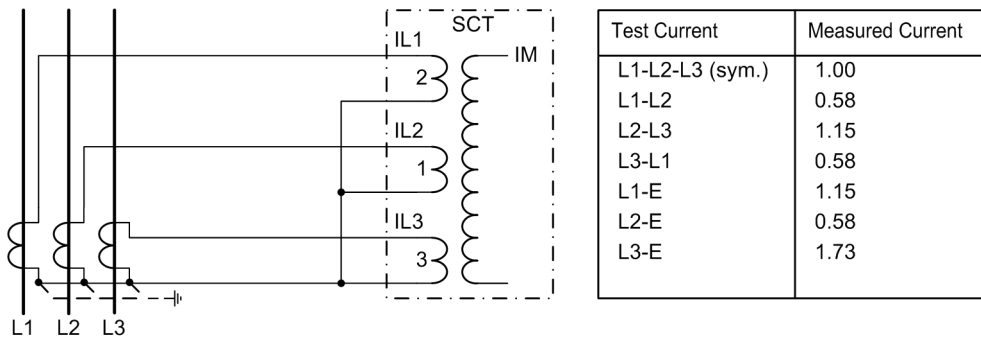 SCT
IL1
IM
2
IL2
1
IL3
3
L1 L2 L3
Test Current Measured Current
L1-L2-L3 (sym.) 1.00
L1-L2 0.58
L2-L3 1.15
L3-L1 0.58
L1-E 1.15
L2-E 0.58
L3-E 1.73